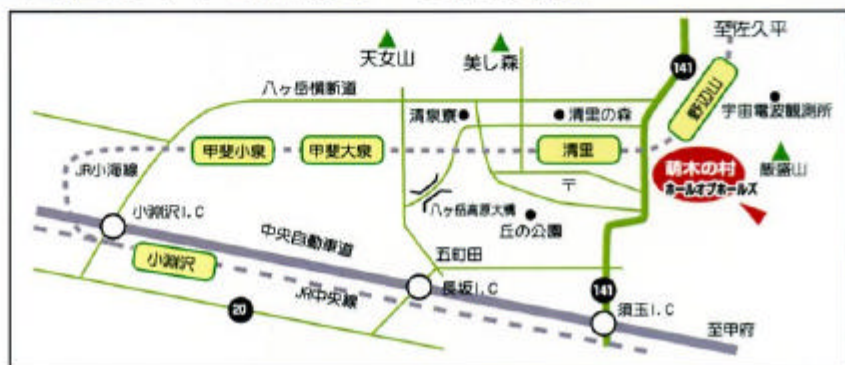 至佐久平
天女山
美し森
141
八ヶ岳横断道
野辺山
清泉寮
清里の森
宇宙電波観測所
甲斐小泉
甲斐大泉
清里
JR小海線
萌木の村
ホールオブホールズ
飯盛山
〒
八ヶ岳高原大橋
小淵沢I.C
丘の公園
中央自動車道
五町田
小淵沢
JR中央線
長坂I.C
141
20
須玉I.C
至甲府